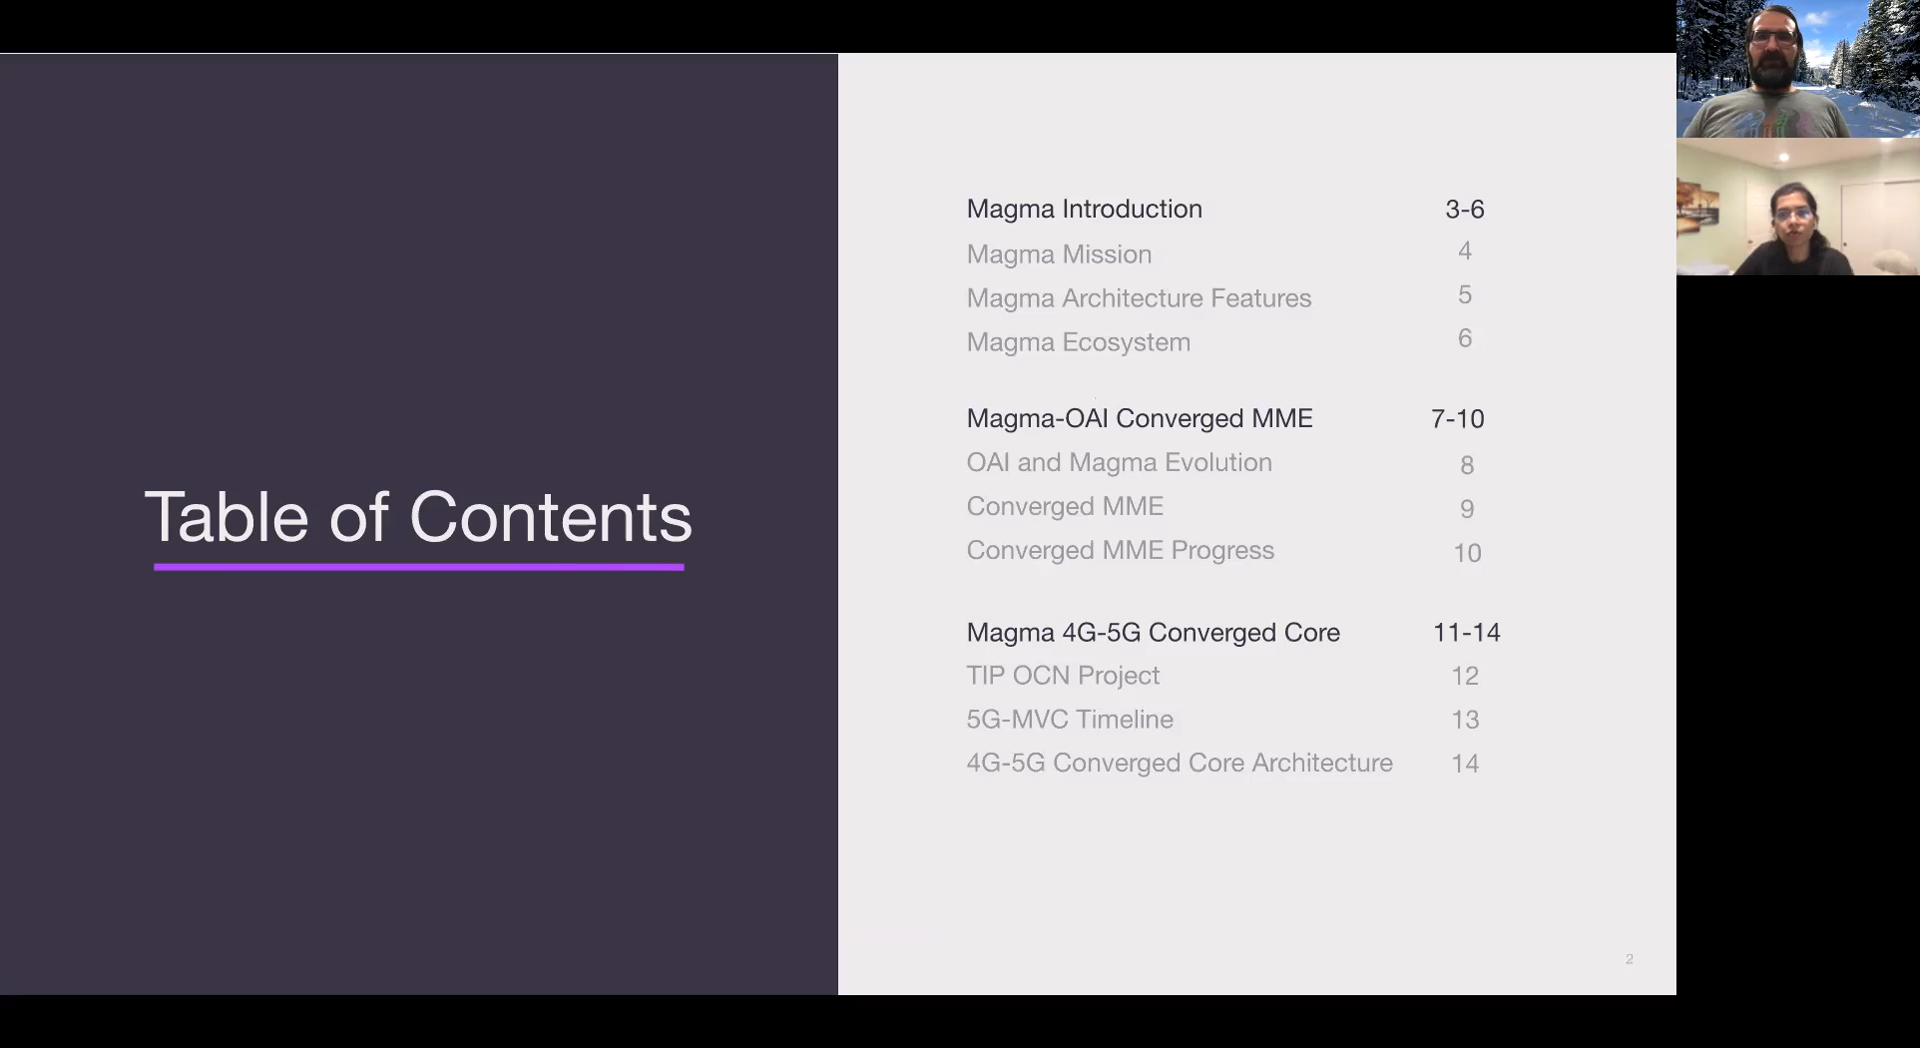 Table of Contents
Magma Introduction 3-6
Magma Mission 4
Magma Architecture Features 5
Magma Ecosystem 6
Magma-OAI Converged MME 7-10
OAI and Magma Evolution 8
Converged MME 9
Converged MME Progress 10
Magma 4G-5G Converged Core 11-14
TIP OCN Project 12
5G-MVC Timeline 13
4G-5G Converged Core Architecture 14
2